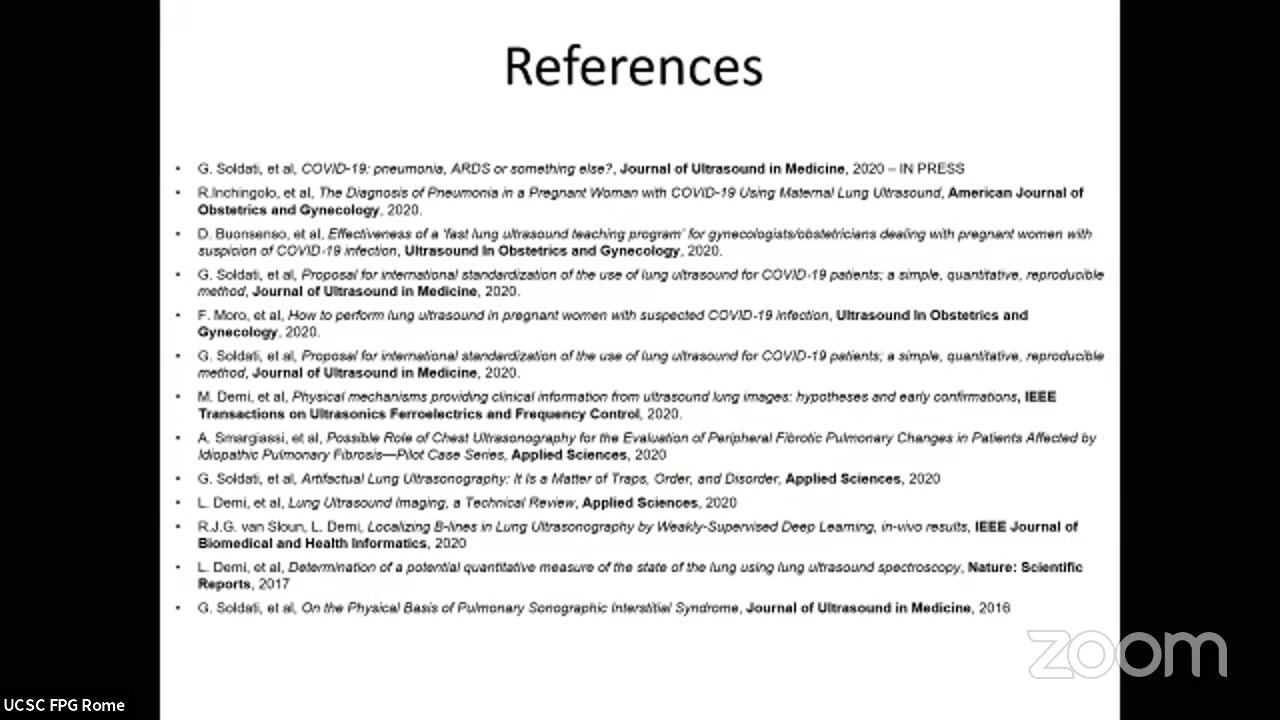 References
• G. Soldati, et al, COVID-19: pneumonia, ARDS or something else?, Journal of Ultrasound in Medicine, 2020 – IN PRESS
• R.Inchingolo, et al, The Diagnosis of Pneumonia in a Pregnant Woman with COVID-19 Using Maternal Lung Ultrasound, American Journal of
Obstetrics and Gynecology, 2020.
• D. Buonsenso, et al, Effectiveness of a 'fast lung ultrasound teaching program' for gynecologists/obstetricians dealing with pregnant women with
suspicion of COVID-19 infection, Ultrasound In Obstetrics and Gynecology, 2020.
• G. Soldati, et al, Proposal for international standardization of the use of lung ultrasound for COVID-19 patients; a simple, quantitative, reproducible
method, Journal of Ultrasound in Medicine, 2020.
• F. Moro, et al, How to perform lung ultrasound in pregnant women with suspected COVID-19 infection, Ultrasound In Obstetrics and
Gynecology, 2020.
• G. Soldati, et al, Proposal for international standardization of the use of lung ultrasound for COVID-19 patients; a simple, quantitative, reproducible
method, Journal of Ultrasound in Medicine, 2020.
• M. Demi, et al, Physical mechanisms providing clinical information from ultrasound lung images: hypotheses and early confirmations, IEEE
Transactions on Ultrasonics Ferroelectrics and Frequency Control, 2020.
• A. Smargiassi, et al, Possible Role of Chest Ultrasonography for the Evaluation of Peripheral Fibrotic Pulmonary Changes in Patients Affected by
Idiopathic Pulmonary Fibrosis—Pilot Case Series, Applied Sciences, 2020
• G. Soldati, et al, Artifactual Lung Ultrasonography: It Is a Matter of Traps, Order, and Disorder, Applied Sciences, 2020
• L. Demi, et al, Lung Ultrasound Imaging, a Technical Review, Applied Sciences, 2020
• R.J.G. van Sloun, L. Demi, Localizing B-lines in Lung Ultrasonography by Weakly-Supervised Deep Learning, in-vivo results, IEEE Journal of
Biomedical and Health Informatics, 2020
• L. Demi, et al, Determination of a potential quantitative measure of the state of the lung using lung ultrasound spectroscopy, Nature: Scientific
Reports, 2017
• G. Soldati, et al, On the Physical Basis of Pulmonary Sonographic Interstitial Syndrome, Journal of Ultrasound in Medicine, 2016
zoom
UCSC FPG Rome